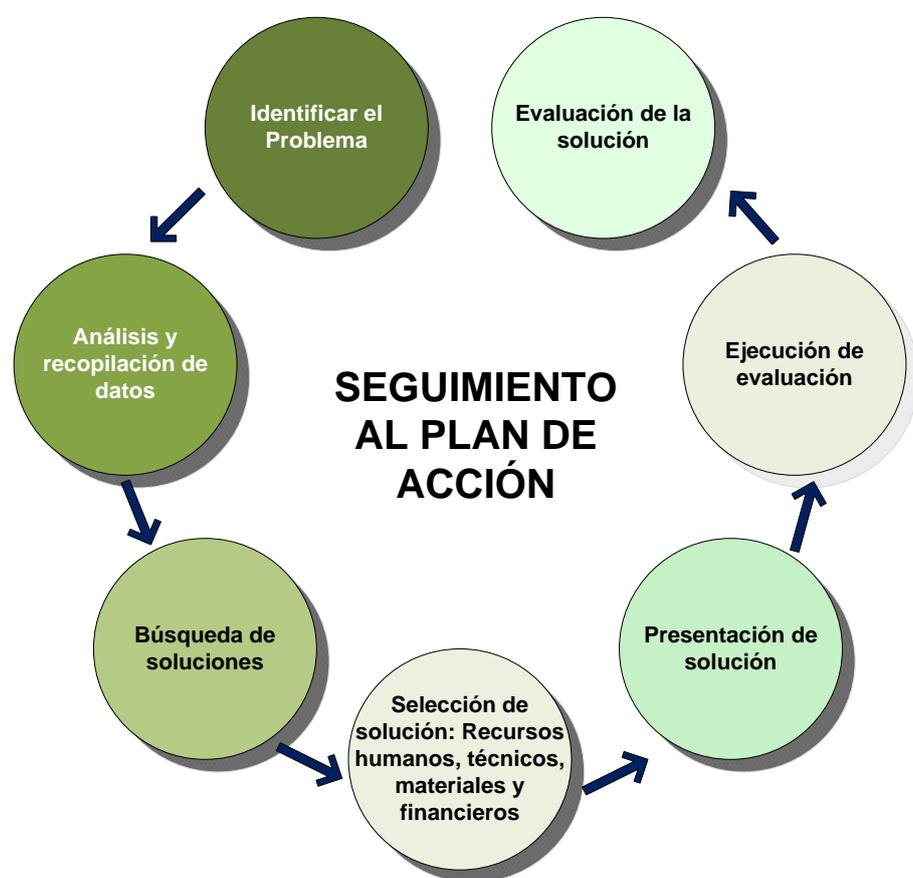 Identificar el
Problema
Análisis y
recopilación de
datos
Búsqueda de
soluciones
Selección de
solución: Recursos
humanos, técnicos,
materiales y
financieros
Presentación de
solución
Ejecución de
evaluación
Evaluación de la
solución
SEGUIMIENTO
AL PLAN DE
ACCIÓN